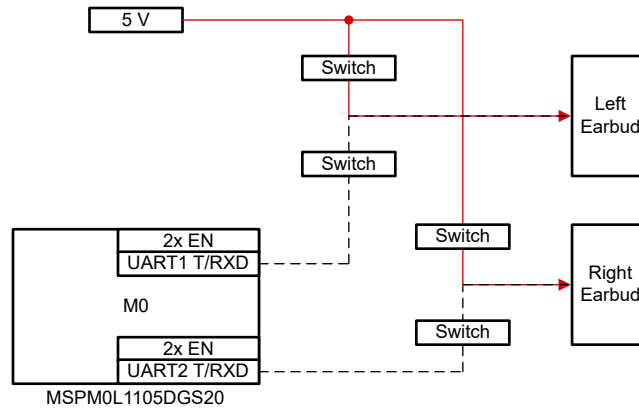 5 V
Switch
Left
Earbud
Switch
2x EN
UART1 T/RXD
Switch
Right
Earbud
M0
Switch
2x EN
UART2 T/RXD
MSPM0L1105DGS20